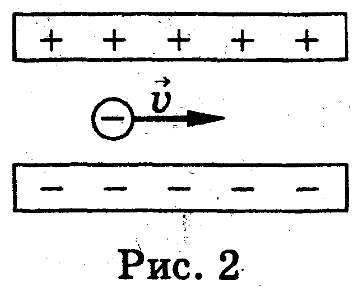 + + + + +
− v⃗
− − − − −
Рис. 2